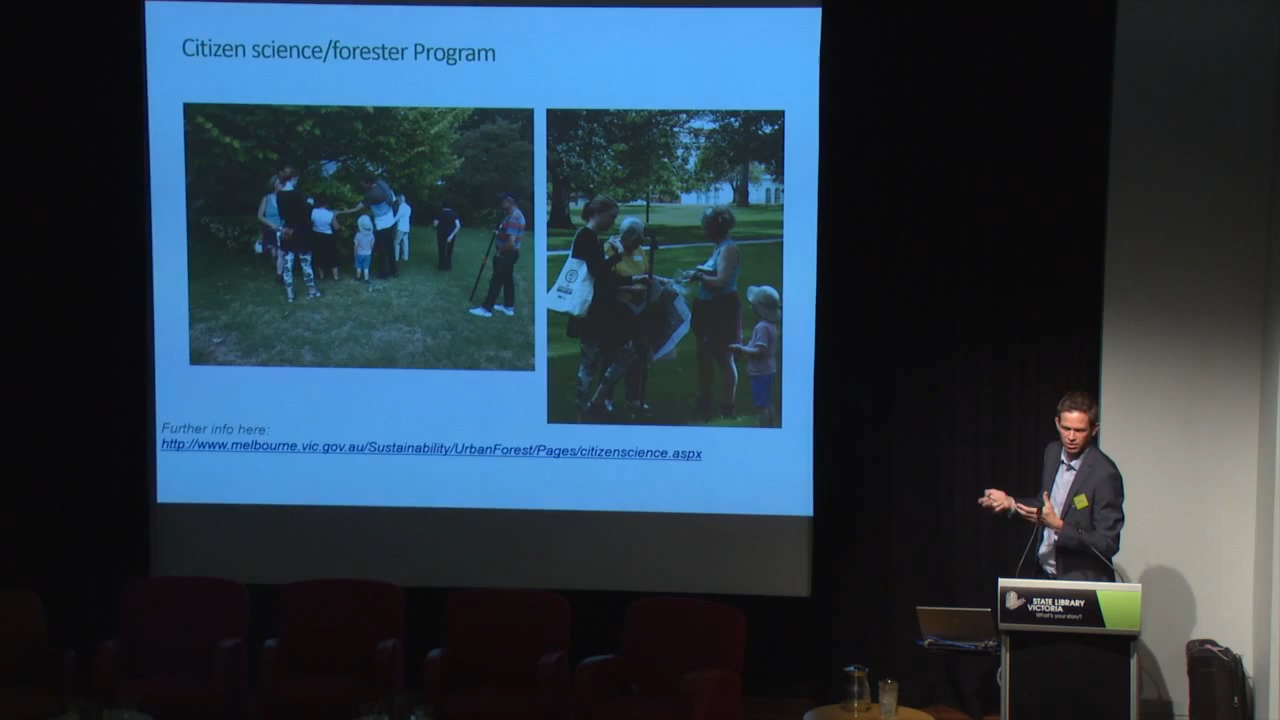 Citizen science/forester Program
Further info here:
http://www.melbourne.vic.gov.au/Sustainability/UrbanForest/Pages/citizenscience.aspx
STATE LIBRARY
VICTORIA
What's your story?